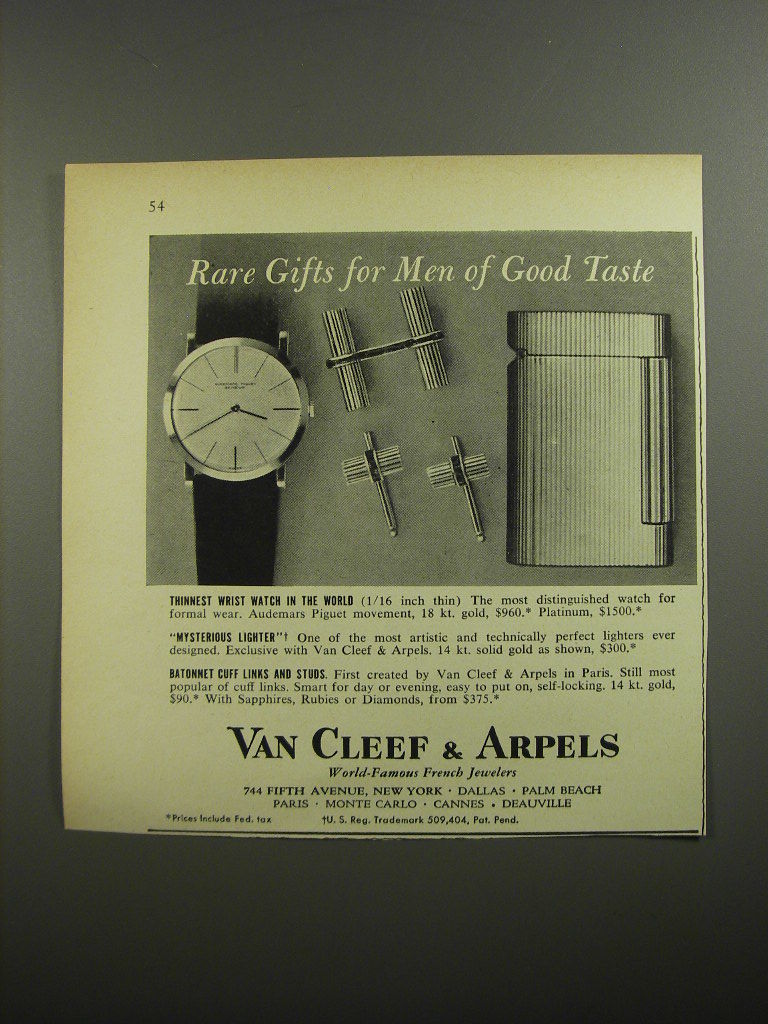 54
Rare Gifts for Men of Good Taste
AUDEMARS PIGUET
THINNEST WRIST WATCH IN THE WORLD (1/16 inch thin) The most distinguished watch for
formal wear. Audemars Piguet movement, 18 kt. gold, $960.* Platinum, $1500.*
"MYSTERIOUS LIGHTER"† One of the most artistic and technically perfect lighters ever
designed. Exclusive with Van Cleef & Arpels. 14 kt. solid gold as shown, $300.*
BATONNET CUFF LINKS AND STUDS. First created by Van Cleef & Arpels in Paris. Still most
popular of cuff links. Smart for day or evening, easy to put on, self-locking. 14 kt. gold,
$90.* With Sapphires, Rubies or Diamonds, from $375.*
VAN CLEEF & ARPELS
World-Famous French Jewelers
744 FIFTH AVENUE, NEW YORK · DALLAS · PALM BEACH
PARIS · MONTE CARLO · CANNES • DEAUVILLE
*Prices Include Fed. tax †U. S. Reg. Trademark 509,404, Pat. Pend.